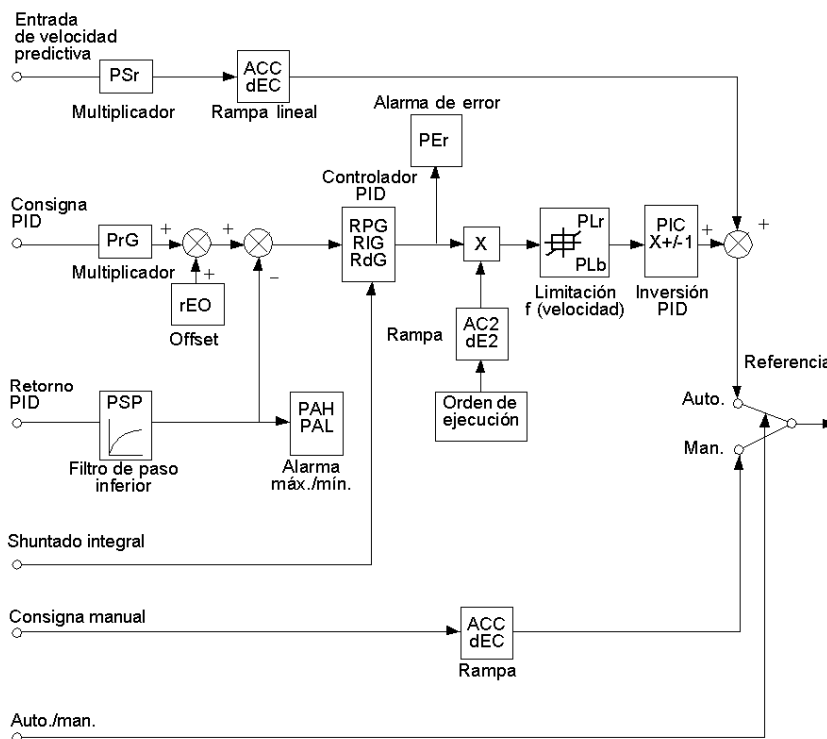 Entrada
de velocidad
predictiva
PSr
Multiplicador
ACC
dEC
Rampa lineal
Alarma de error
PEr
Consigna
PID
PrG
Multiplicador
+
+
+
−
rEO
Offset
Controlador
PID
RPG
RIG
RdG
X
Rampa
AC2
dE2
Orden de
ejecución
PLr
PLb
Limitación
f (velocidad)
PIC
X+/-1
Inversión
PID
+
+
Retorno
PID
PSP
Filtro de paso
inferior
PAH
PAL
Alarma
máx./mín.
Referencia
Auto.
Man.
Shuntado integral
Consigna manual
ACC
dEC
Rampa
Auto./man.